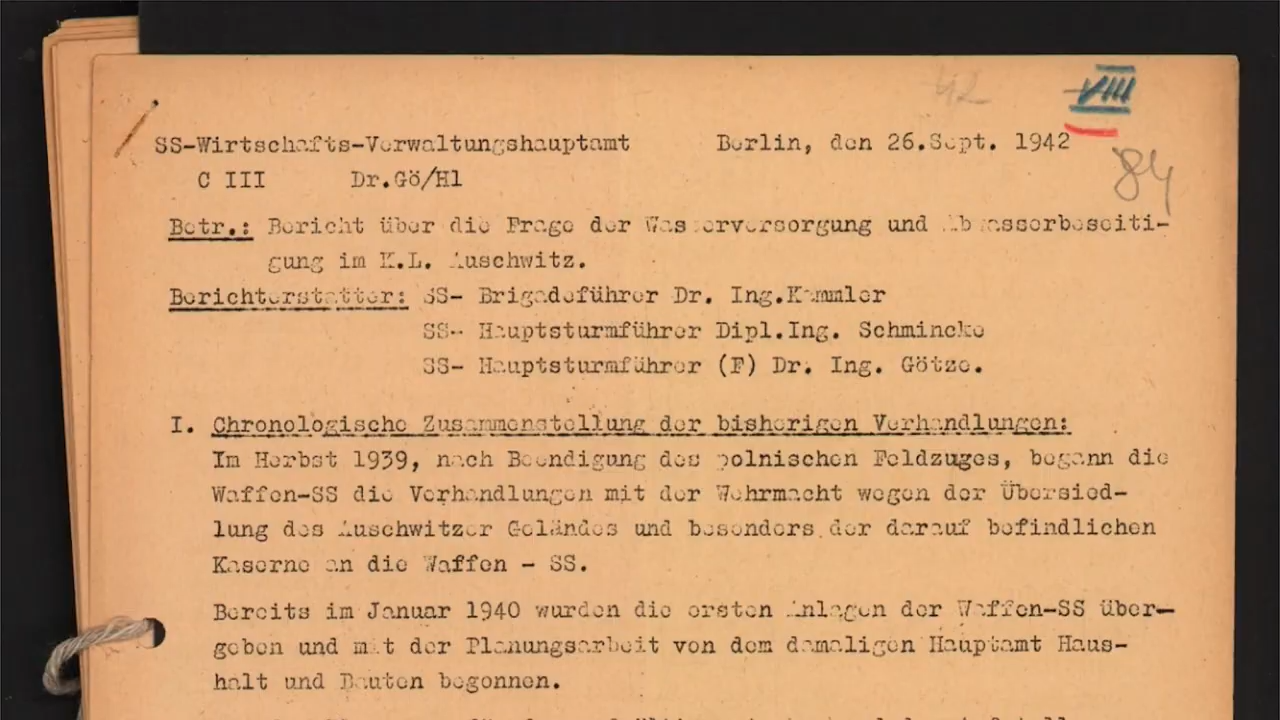 42
VIII
SS-Wirtschafts-Verwaltungshauptamt Berlin, den 26.Sept. 1942
C III Dr.Gö/Hl
84
Betr.: Bericht über die Frage der Wasserversorgung und Abwasserbeseiti-
gung im K.L. Auschwitz.
Berichterstatter: SS- Brigadeführer Dr. Ing.Kammler
SS- Hauptsturmführer Dipl.Ing. Schmincke
SS- Hauptsturmführer (F) Dr. Ing. Götze.
I. Chronologische Zusammenstellung der bisherigen Verhandlungen:
Im Herbst 1939, nach Beendigung des polnischen Feldzuges, begann die
Waffen-SS die Verhandlungen mit der Wehrmacht wegen der Übersied-
lung des Auschwitzer Geländes und besonders der darauf befindlichen
Kaserne an die Waffen - SS.
Bereits im Januar 1940 wurden die ersten Anlagen der Waffen-SS über-
geben und mit der Planungsarbeit von dem damaligen Hauptamt Haus-
halt und Bauten begonnen.